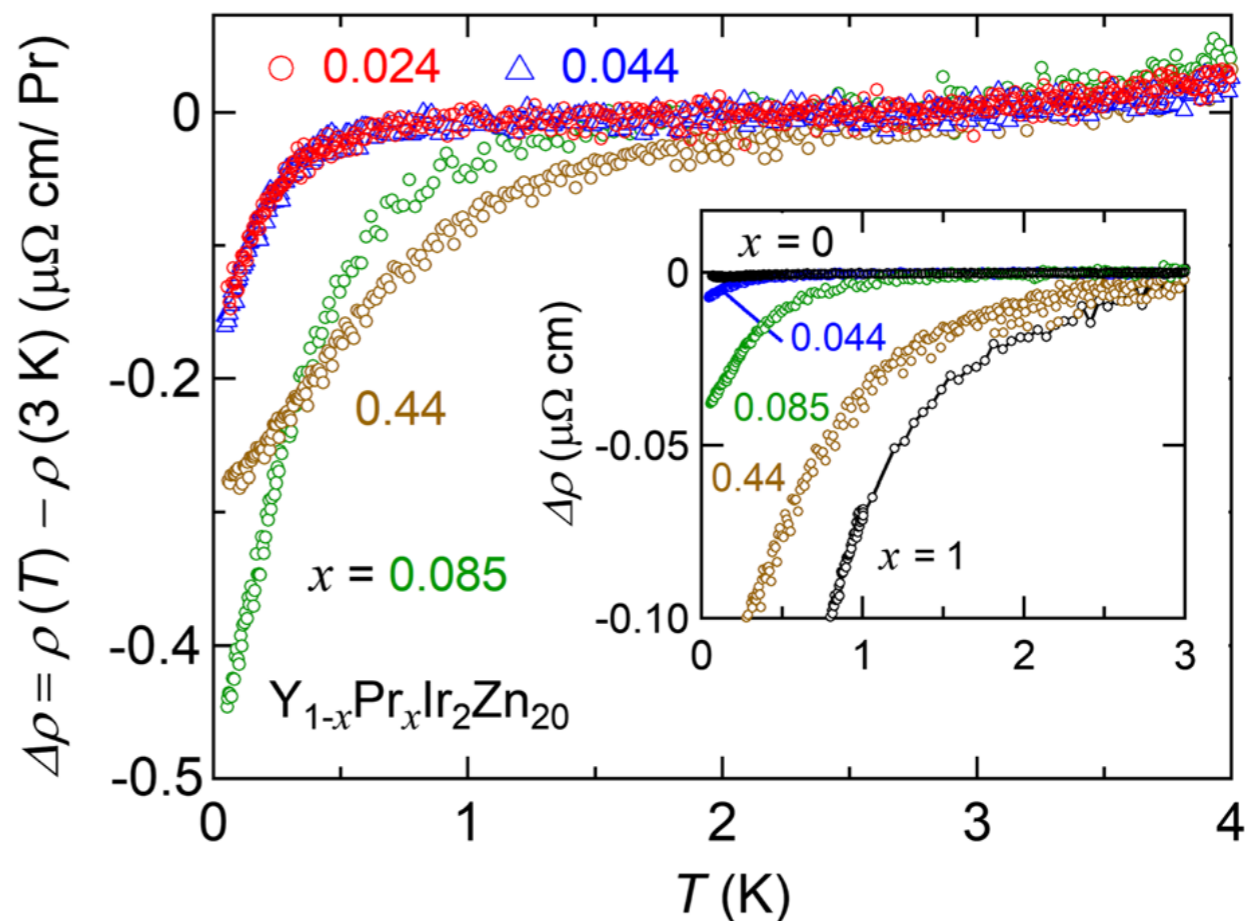 Δρ = ρ (T) − ρ (3 K) (μΩ cm/ Pr)
0.024
0.044
0
-0.2
-0.4
-0.5
0.44
x = 0.085
Y₁₋ₓPrₓIr₂Zn₂₀
0 1 2 3 4
T (K)
Δρ (μΩ cm)
x = 0
0
0.044
0.085
-0.05
0.44
x = 1
-0.10
0 1 2 3